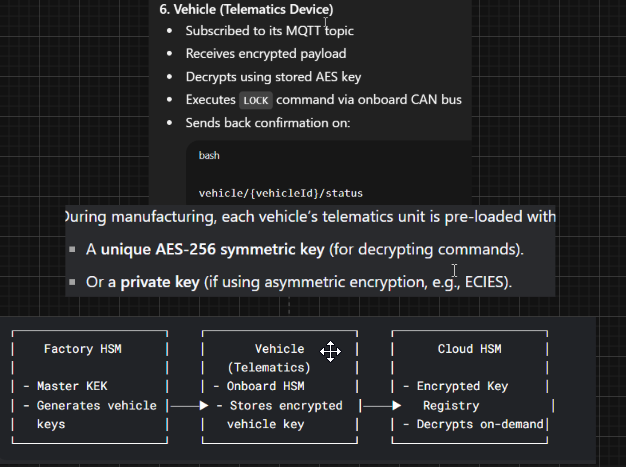 6. Vehicle (Telematics Device)
• Subscribed to its MQTT topic
• Receives encrypted payload
• Decrypts using stored AES key
• Executes LOCK command via onboard CAN bus
• Sends back confirmation on:
bash
vehicle/{vehicleId}/status
During manufacturing, each vehicle's telematics unit is pre-loaded with
▪ A unique AES-256 symmetric key (for decrypting commands).
▪ Or a private key (if using asymmetric encryption, e.g., ECIES).
Factory HSM
- Master KEK
- Generates vehicle
keys
Vehicle
(Telematics)
- Onboard HSM
- Stores encrypted
vehicle key
Cloud HSM
- Encrypted Key
Registry
- Decrypts on-demand